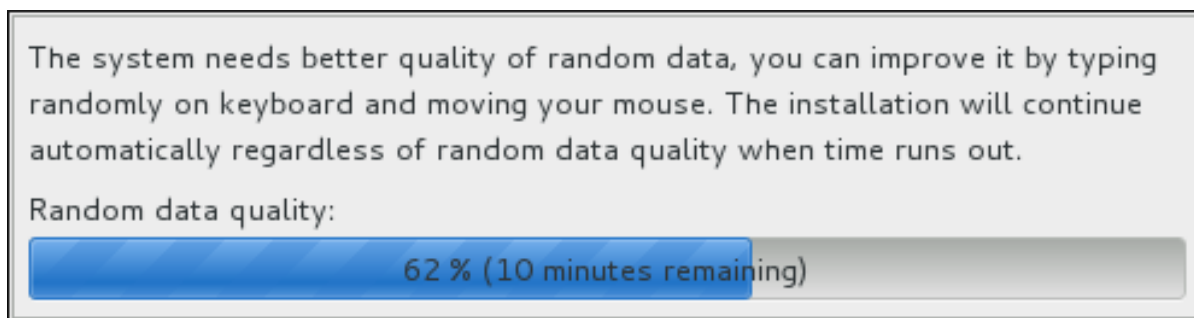 The system needs better quality of random data, you can improve it by typing
randomly on keyboard and moving your mouse. The installation will continue
automatically regardless of random data quality when time runs out.
Random data quality:
62 % (10 minutes remaining)